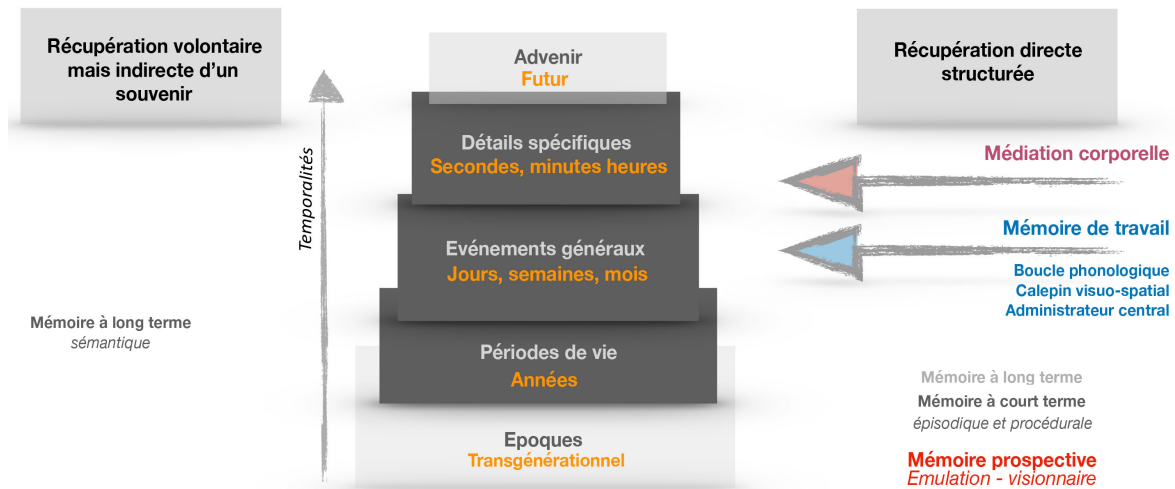 Récupération volontaire
mais indirecte d'un
souvenir
Temporalités
Mémoire à long terme
sémantique
Advenir
Futur
Détails spécifiques
Secondes, minutes heures
Evénements généraux
Jours, semaines, mois
Périodes de vie
Années
Epoques
Transgénérationnel
Récupération directe
structurée
Médiation corporelle
Mémoire de travail
Boucle phonologique
Calepin visuo-spatial
Administrateur central
Mémoire à long terme
Mémoire à court terme
épisodique et procédurale
Mémoire prospective
Emulation - visionnaire